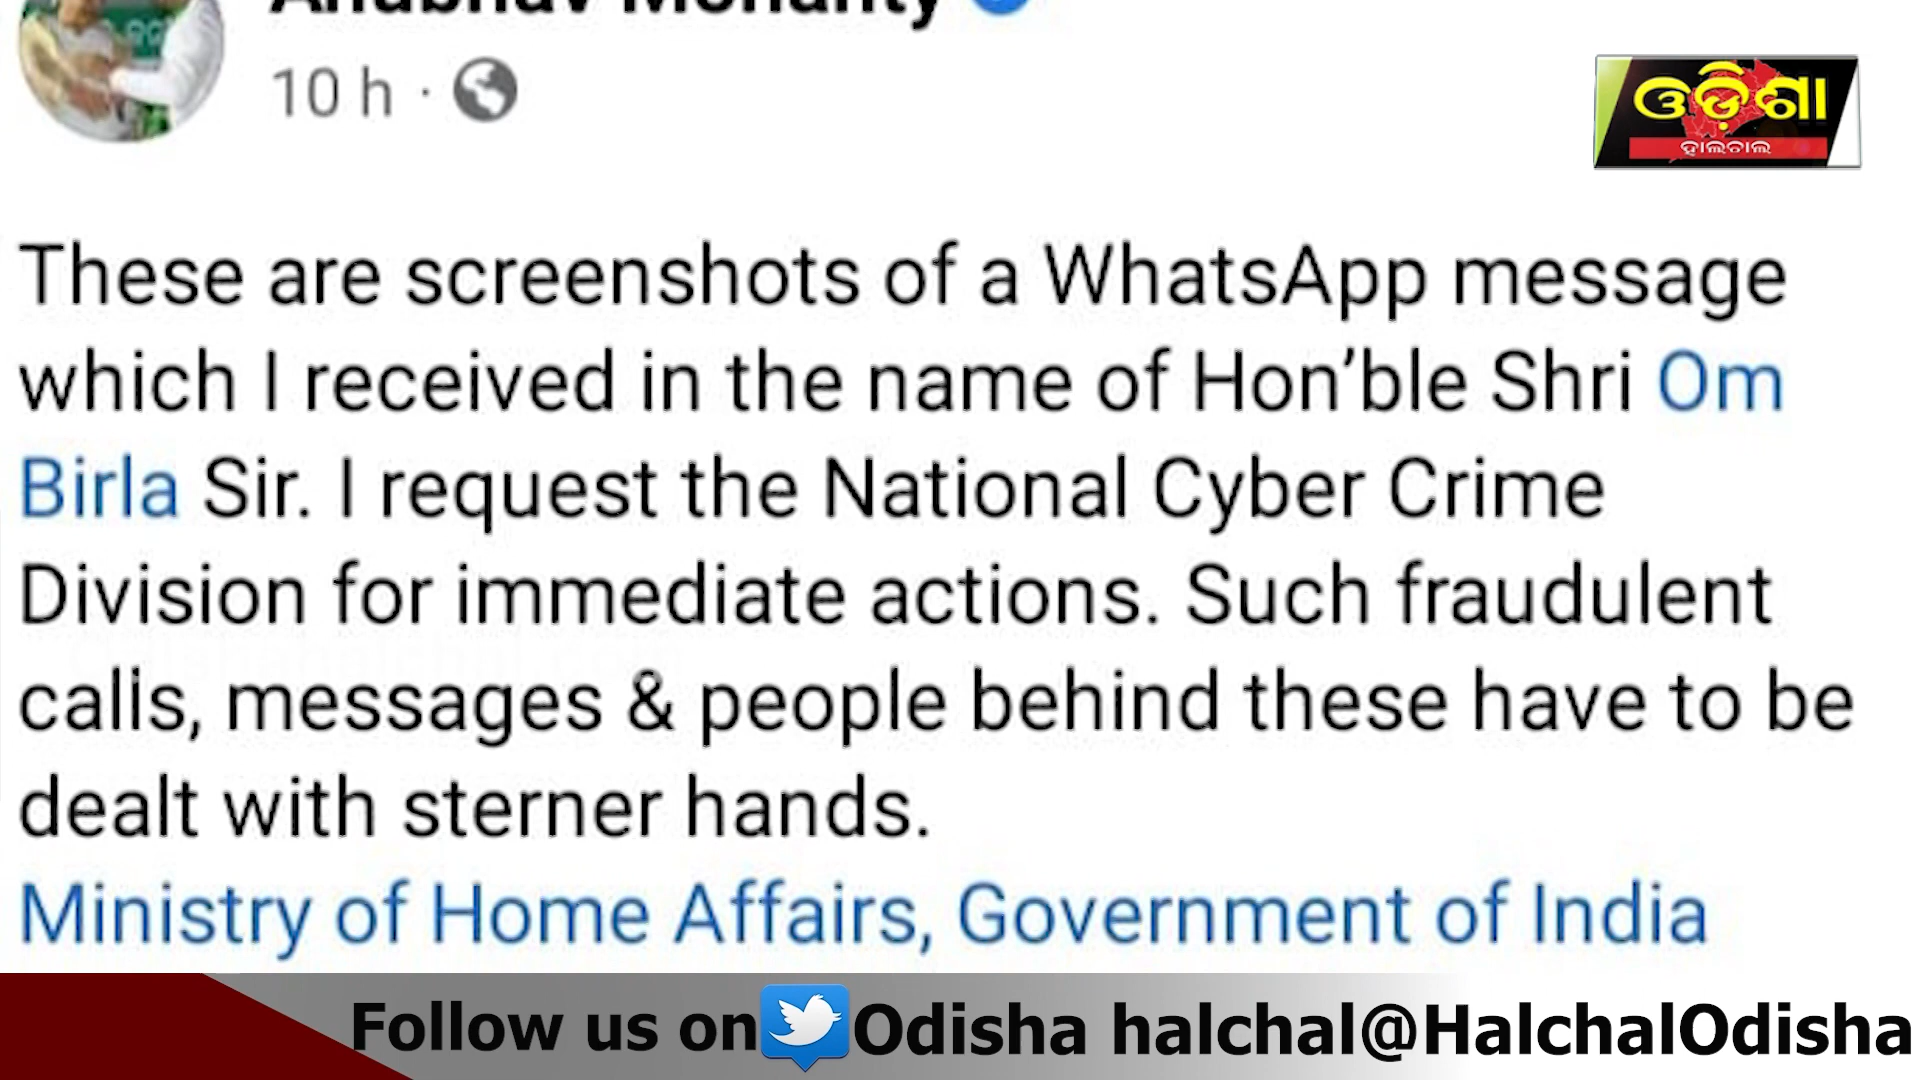 Anubhav Mohanty
10 h ·
ଓଡ଼ିଶା
ହାଲଚାଲ
These are screenshots of a WhatsApp message
which I received in the name of Hon’ble Shri Om
Birla Sir. I request the National Cyber Crime
Division for immediate actions. Such fraudulent
calls, messages & people behind these have to be
dealt with sterner hands.
Ministry of Home Affairs, Government of India
Follow us on Odisha halchal@HalchalOdisha